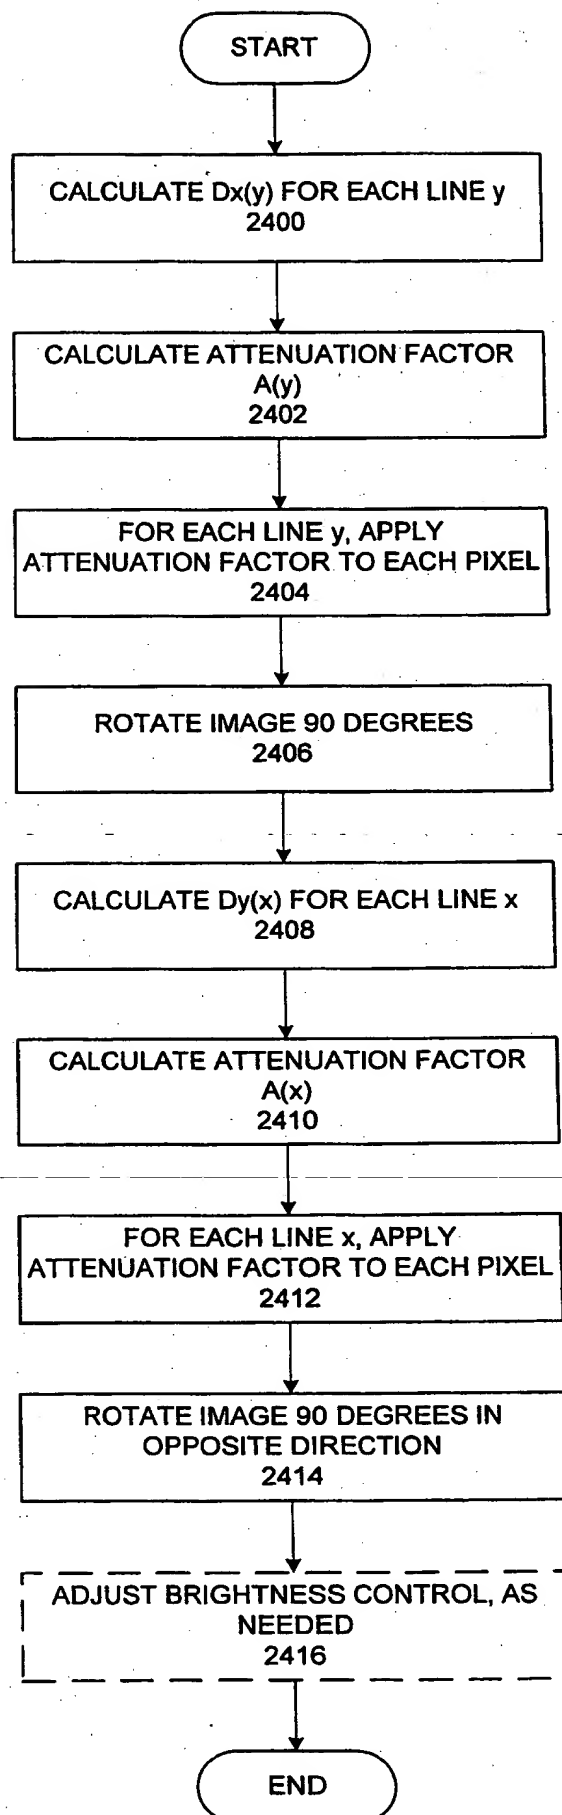 START
CALCULATE Dx(y) FOR EACH LINE y
2400
CALCULATE ATTENUATION FACTOR
A(y)
2402
FOR EACH LINE y, APPLY
ATTENUATION FACTOR TO EACH PIXEL
2404
ROTATE IMAGE 90 DEGREES
2406
CALCULATE Dy(x) FOR EACH LINE x
2408
CALCULATE ATTENUATION FACTOR
A(x)
2410
FOR EACH LINE x, APPLY
ATTENUATION FACTOR TO EACH PIXEL
2412
ROTATE IMAGE 90 DEGREES IN
OPPOSITE DIRECTION
2414
ADJUST BRIGHTNESS CONTROL, AS
NEEDED
2416
END